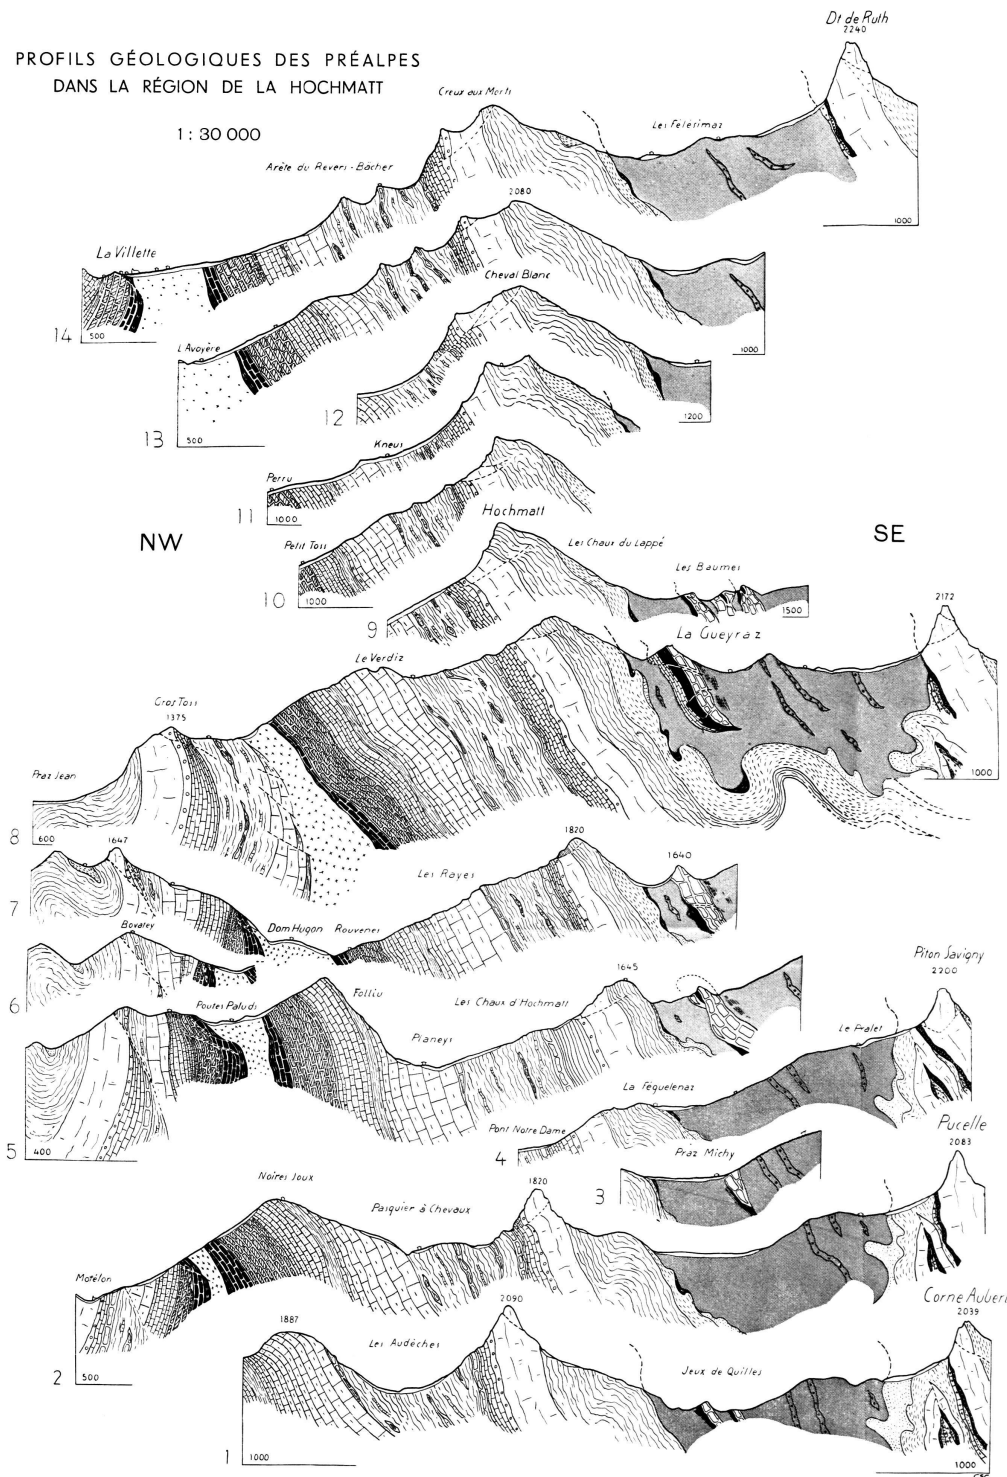 Dt de Ruth
2240
PROFILS GÉOLOGIQUES DES PRÉALPES
DANS LA RÉGION DE LA HOCHMATT
1 : 30 000
Creux aux Morts
Les Félésimaz
Arête du Revers - Bächer
2080
1000
La Villette
Cheval Blanc
14
500
L'Avoyère
1000
12
1200
13
500
Kneus
Perru
11
1000
Hochmatt
NW
SE
Petit Toss
Les Chaux du Lappé
Les Baumes
10
1000
1500
9
2172
La Gueyraz
Le Verdiz
Gros Toss
1375
Praz Jean
1000
8
600
1647
1820
Les Rayes
1640
7
Bovatey
Dom Hugon
Rouvenes
Piton Savigny
2200
6
1645
Poutes Paluds
Folliu
Les Chaux d'Hochmatt
Le Pralet
Planeys
La Féguelenaz
5
400
Pont Notre Dame
4
Pucelle
2083
Praz Michy
3
Noires Joux
1820
Pasquier à Chevaux
Motélon
Corne Aubert
2039
2090
1887
Les Audèches
2
500
Jeux de Quilles
1
1000
1000